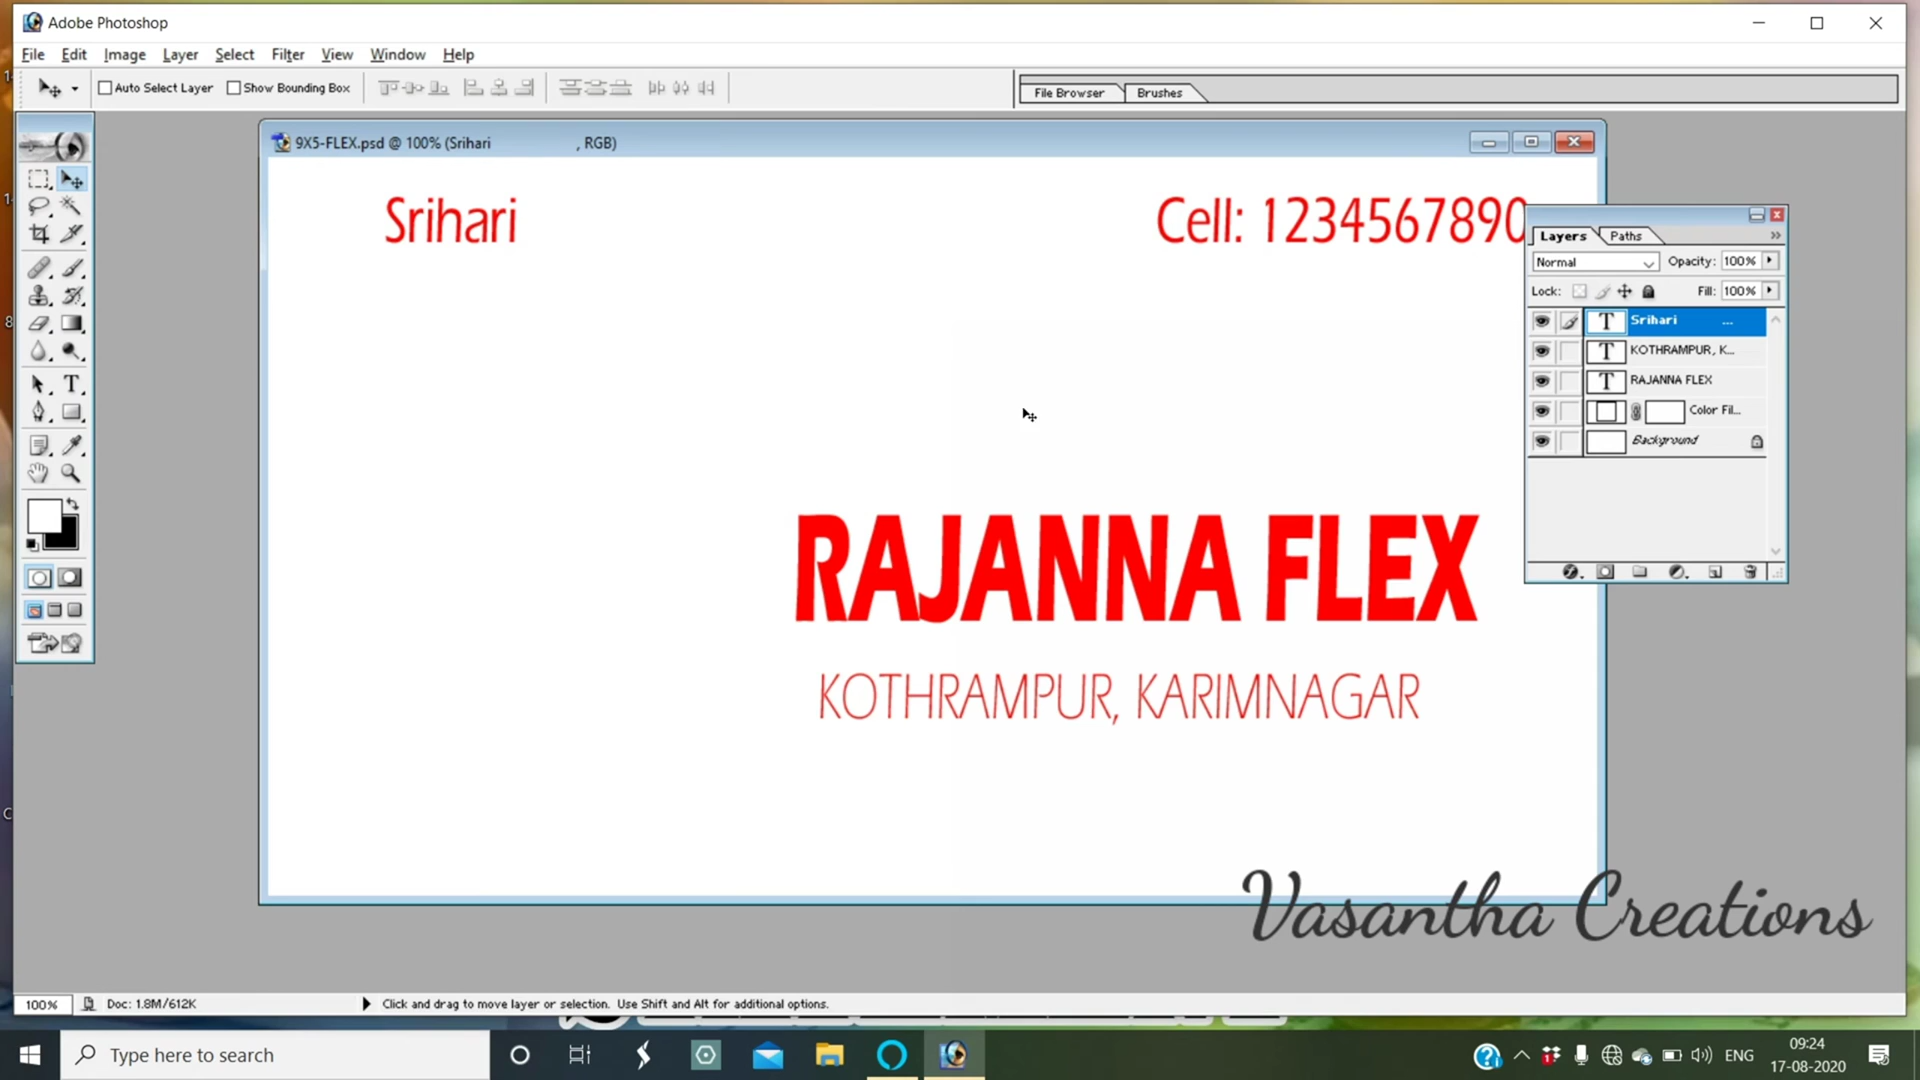 Adobe Photoshop
File Edit Image Layer Select Filter View Window Help
Auto Select Layer Show Bounding Box File Browser Brushes
9X5-FLEX.psd @ 100% (Srihari , RGB)
Srihari Cell: 1234567890
Layers Paths
Normal Opacity: 100%
Lock: Fill: 100%
T Srihari ...
T KOTHRAMPUR, K...
T RAJANNA FLEX
Color Fil...
Background
RAJANNA FLEX
KOTHRAMPUR, KARIMNAGAR
Vasantha Creations
100% Doc: 1.8M/612K Click and drag to move layer or selection. Use Shift and Alt for additional options.
Type here to search
ENG
09:24
17-08-2020